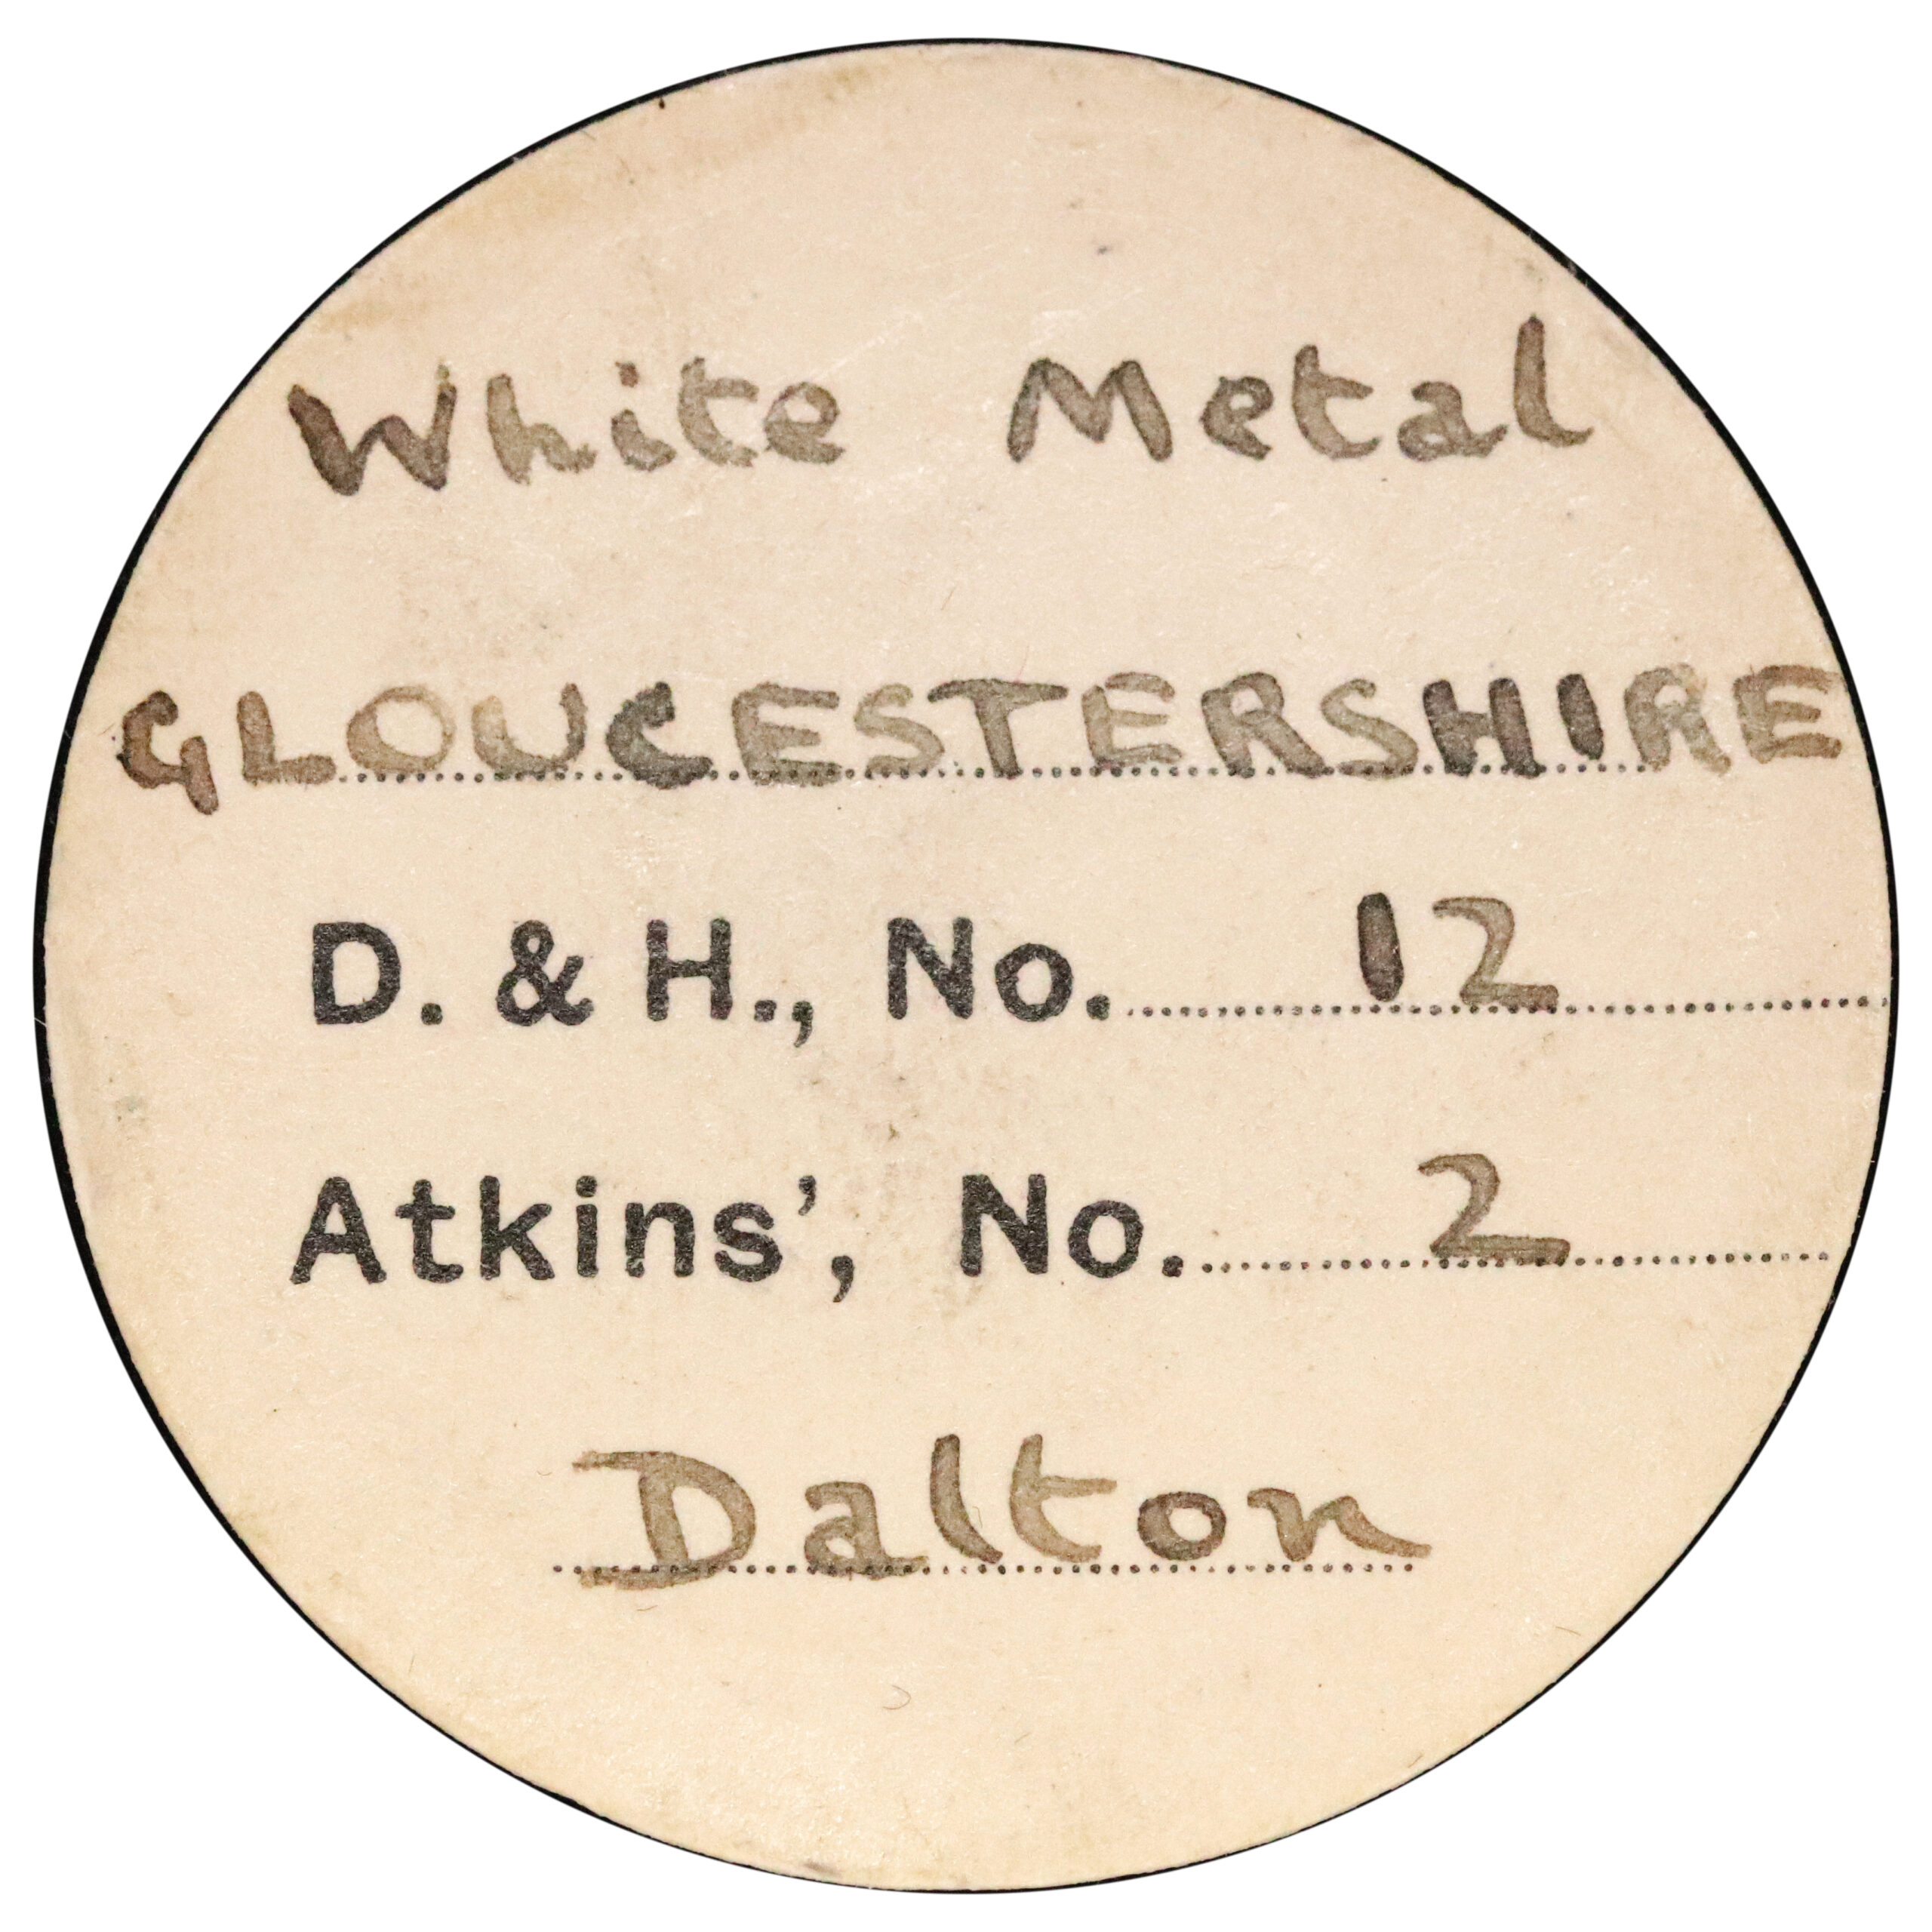 White Metal
GLOUCESTERSHIRE
D. & H., No. 12
Atkins', No. 2
Dalton